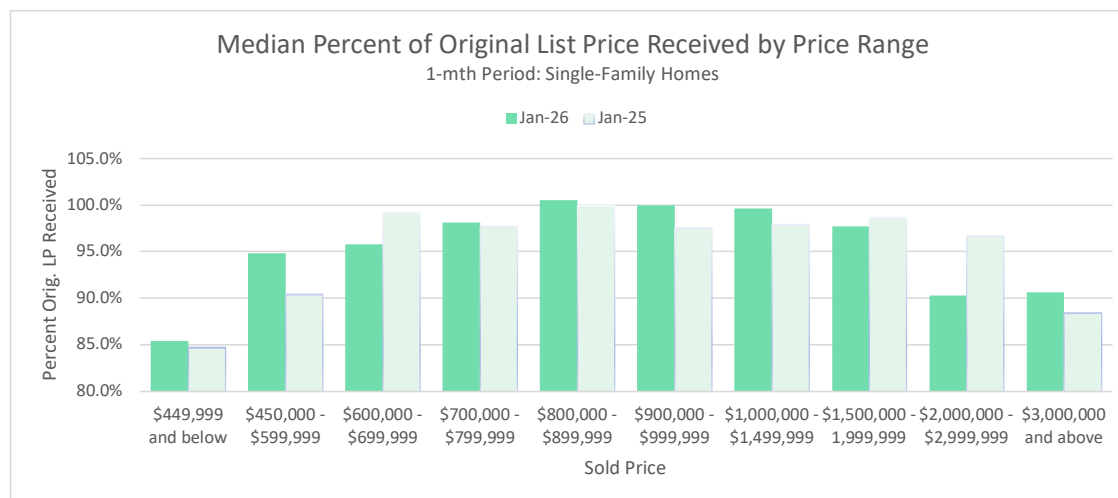 Median Percent of Original List Price Received by Price Range
1-mth Period: Single-Family Homes
Jan-26 Jan-25
Percent Orig. LP Received
105.0%
100.0%
95.0%
90.0%
85.0%
80.0%
$449,999 $450,000 - $600,000 - $700,000 - $800,000 - $900,000 - $1,000,000 - $1,500,000 - $2,000,000 - $3,000,000
and below $599,999 $699,999 $799,999 $899,999 $999,999 $1,499,999 1,999,999 $2,999,999 and above
Sold Price